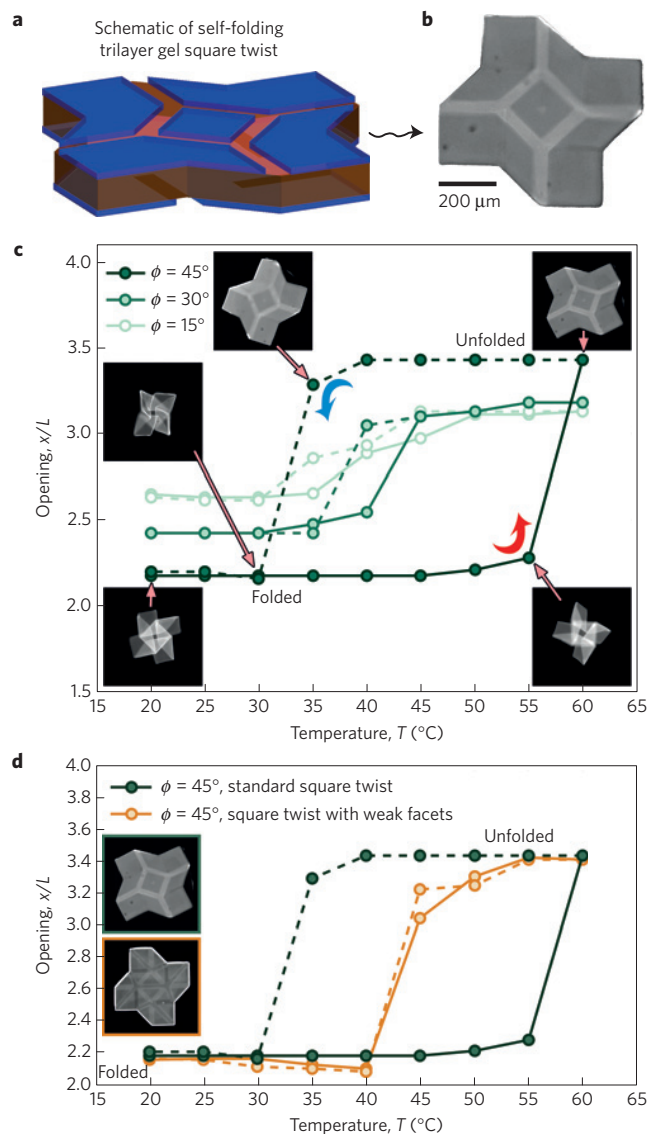 a
Schematic of self-folding
trilayer gel square twist
b
200 μm
c
4.0
3.5
3.0
2.5
2.0
1.5
Opening, x/L
ϕ = 45°
ϕ = 30°
ϕ = 15°
Unfolded
Folded
15 20 25 30 35 40 45 50 55 60 65
Temperature, T (°C)
d
4.0
3.8
3.6
3.4
3.2
3.0
2.8
2.6
2.4
2.2
2.0
Opening, x/L
ϕ = 45°, standard square twist
ϕ = 45°, square twist with weak facets
Unfolded
Folded
15 20 25 30 35 40 45 50 55 60 65
Temperature, T (°C)